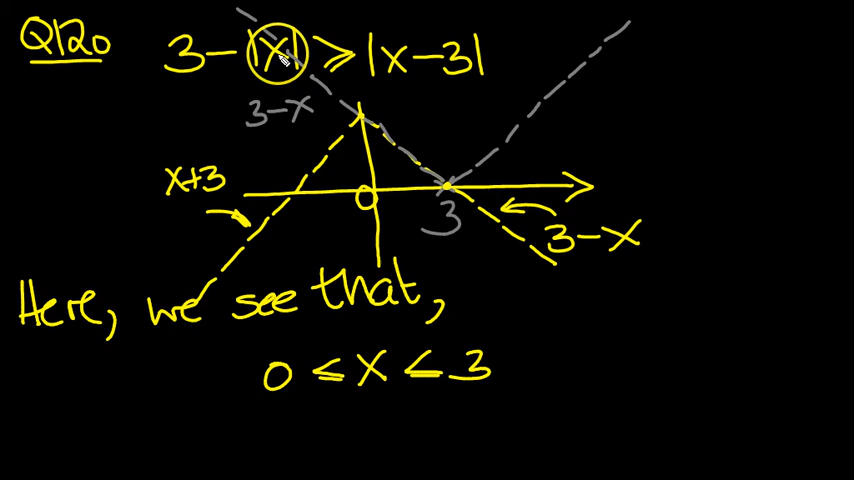 Q120
3-|x| ≥ |x-3|
3-x
x+3
0
3
3-x
Here, we see that,
0 ≤ x ≤ 3